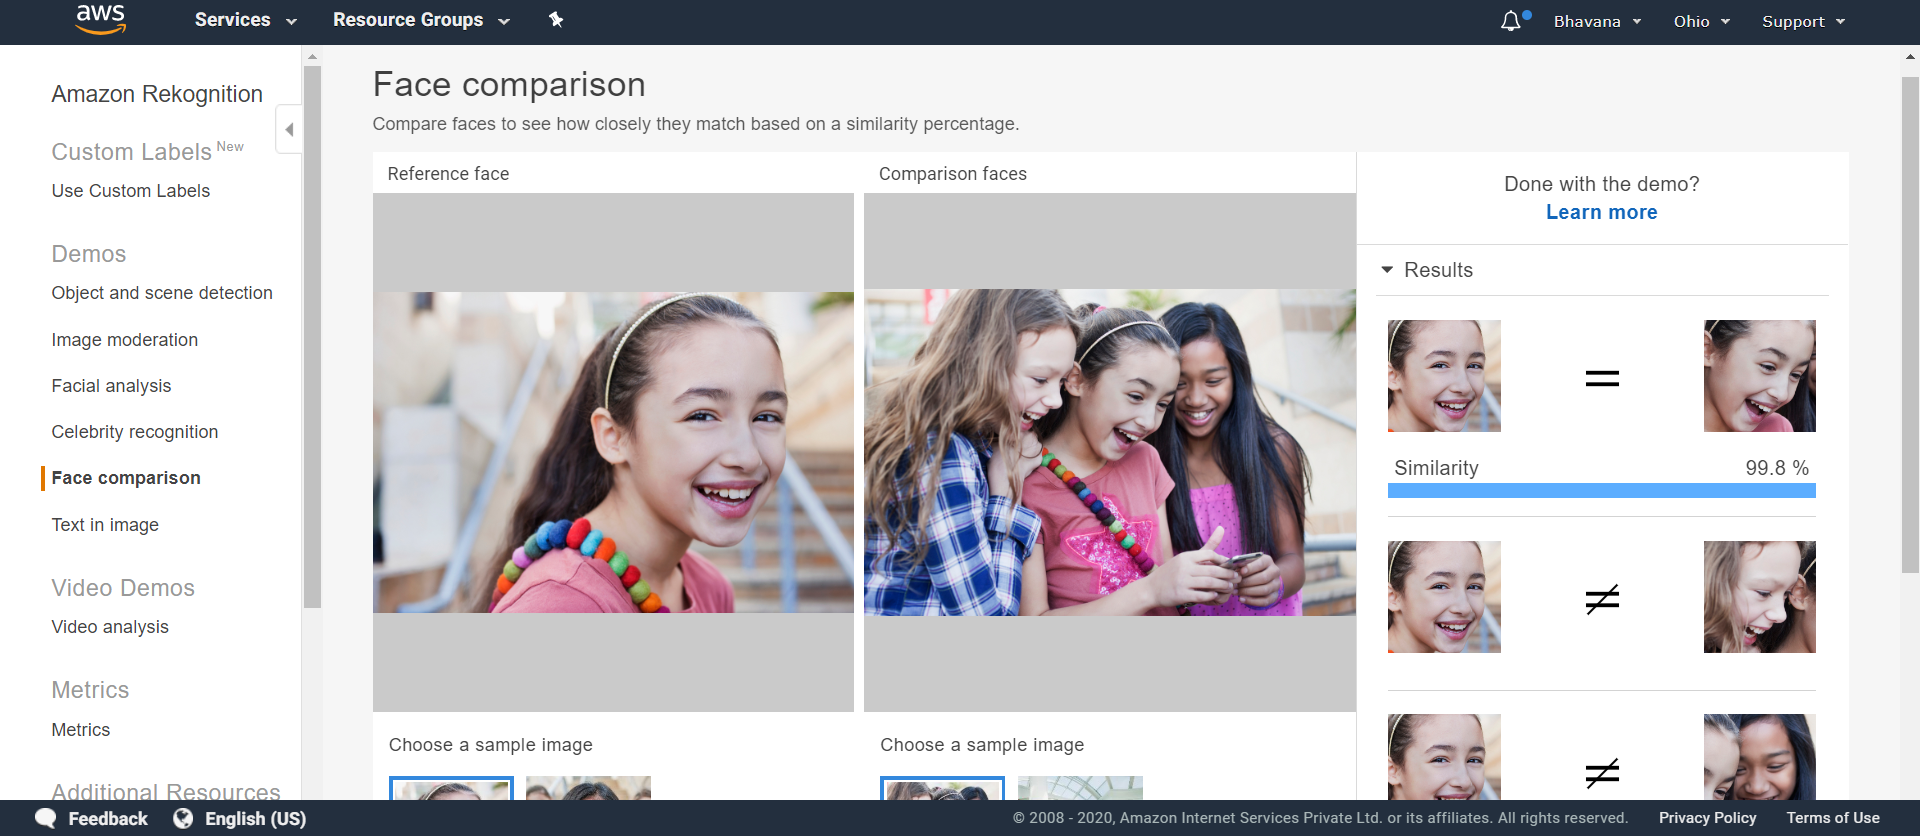 aws
Services
Resource Groups
Bhavana
Ohio
Support
Amazon Rekognition
Custom Labels New
Use Custom Labels
Demos
Object and scene detection
Image moderation
Facial analysis
Celebrity recognition
Face comparison
Text in image
Video Demos
Video analysis
Metrics
Metrics
Additional Resources
Face comparison
Compare faces to see how closely they match based on a similarity percentage.
Reference face
Comparison faces
Choose a sample image
Choose a sample image
Done with the demo?
Learn more
Results
=
Similarity 99.8 %
≠
≠
Feedback
English (US)
© 2008 - 2020, Amazon Internet Services Private Ltd. or its affiliates. All rights reserved.
Privacy Policy
Terms of Use